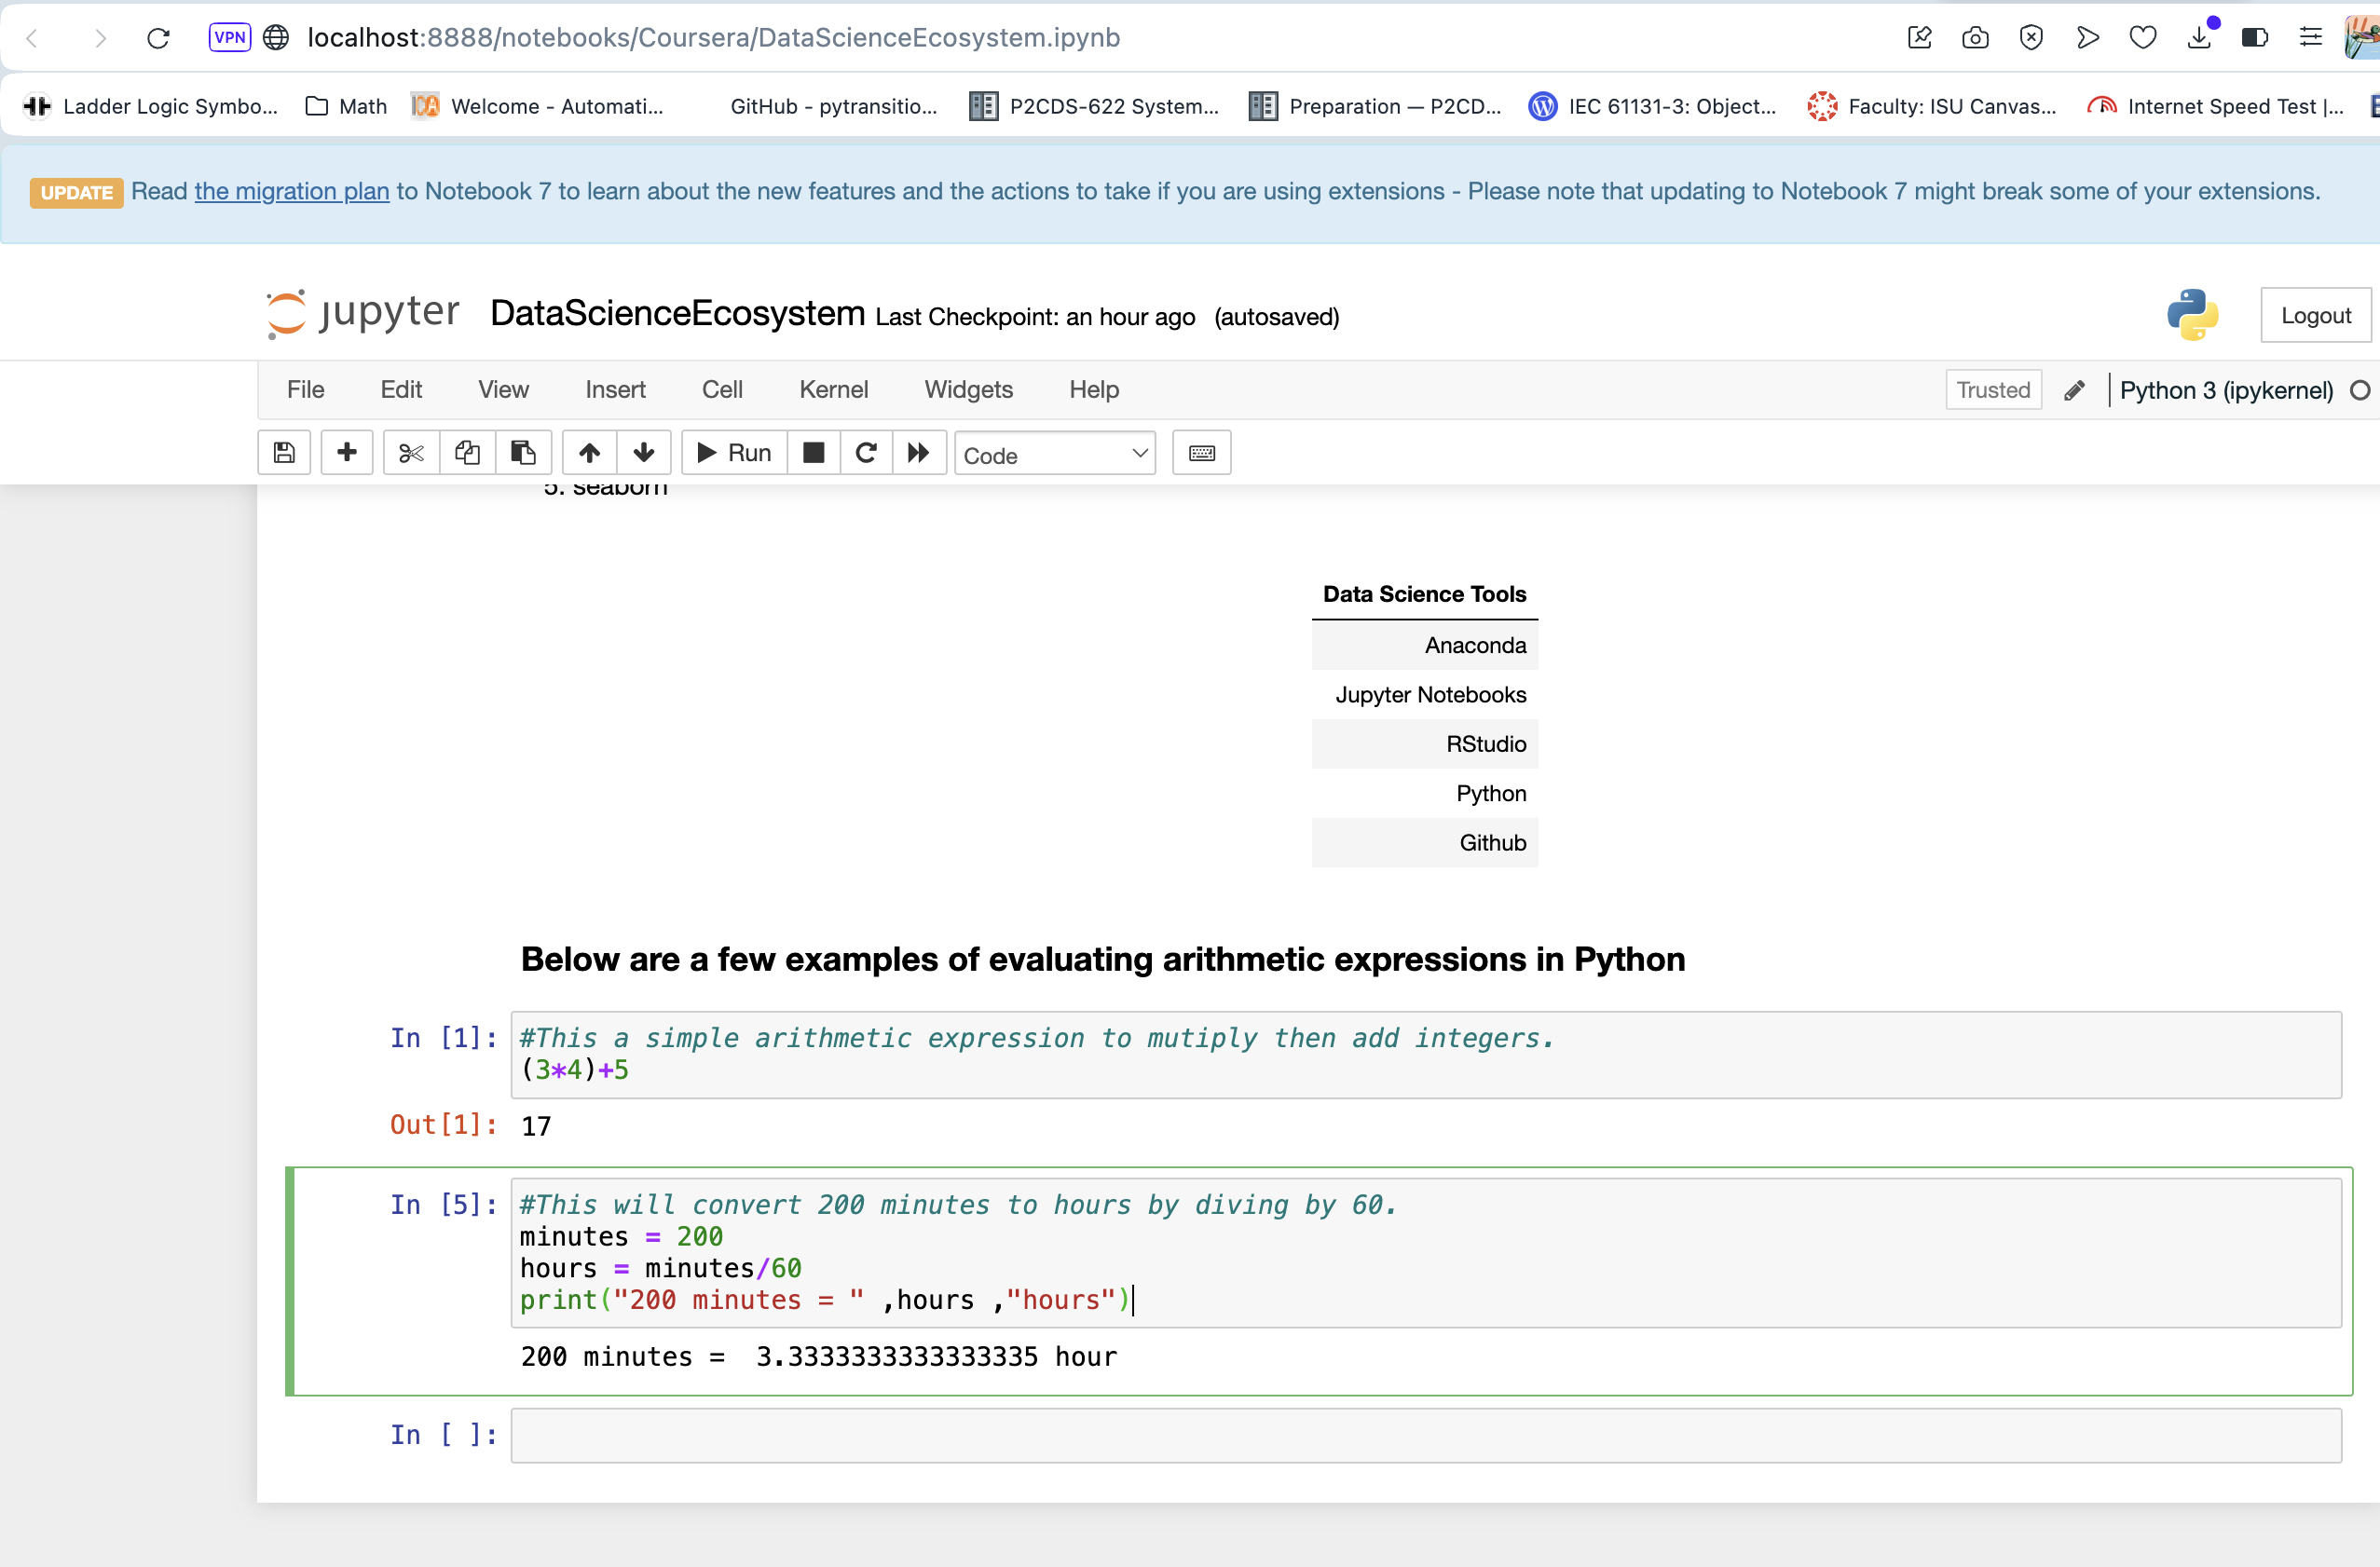 VPN localhost:8888/notebooks/Coursera/DataScienceEcosystem.ipynb
Ladder Logic Symbo... Math Welcome - Automati... GitHub - pytransitio... P2CDS-622 System... Preparation — P2CD... IEC 61131-3: Object... Faculty: ISU Canvas... Internet Speed Test |...
UPDATE Read the migration plan to Notebook 7 to learn about the new features and the actions to take if you are using extensions - Please note that updating to Notebook 7 might break some of your extensions.
jupyter DataScienceEcosystem Last Checkpoint: an hour ago (autosaved) Logout
File Edit View Insert Cell Kernel Widgets Help Trusted Python 3 (ipykernel)
Run Code
5. seaborn
Data Science Tools
Anaconda
Jupyter Notebooks
RStudio
Python
Github
Below are a few examples of evaluating arithmetic expressions in Python
In [1]: #This a simple arithmetic expression to mutiply then add integers.
(3*4)+5
Out[1]: 17
In [5]: #This will convert 200 minutes to hours by diving by 60.
minutes = 200
hours = minutes/60
print("200 minutes = " ,hours ,"hours")
200 minutes =  3.3333333333333335 hour
In [ ]: